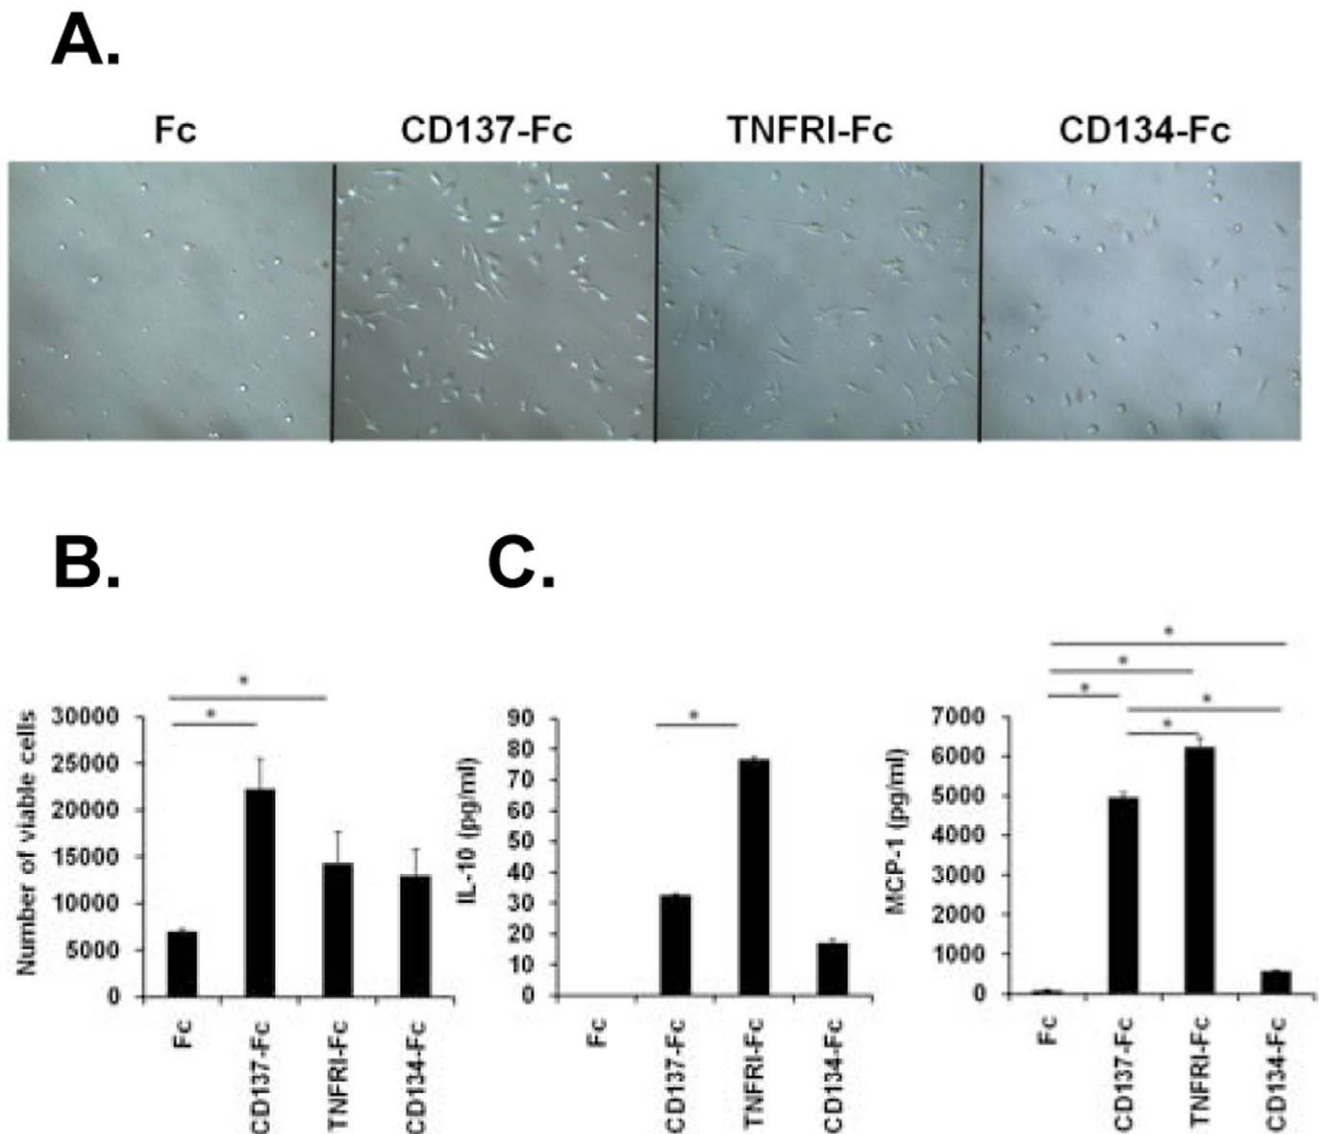 A.
Fc CD137-Fc TNFRI-Fc CD134-Fc
B.
C.
*
*
Number of viable cells
30000
25000
20000
15000
10000
5000
0
Fc
CD137-Fc
TNFRI-Fc
CD134-Fc
*
IL-10 (pg/ml)
90
80
70
60
50
40
30
20
10
0
Fc
CD137-Fc
TNFRI-Fc
CD134-Fc
*
*
*
*
*
MCP-1 (pg/ml)
7000
6000
5000
4000
3000
2000
1000
0
Fc
CD137-Fc
TNFRI-Fc
CD134-Fc